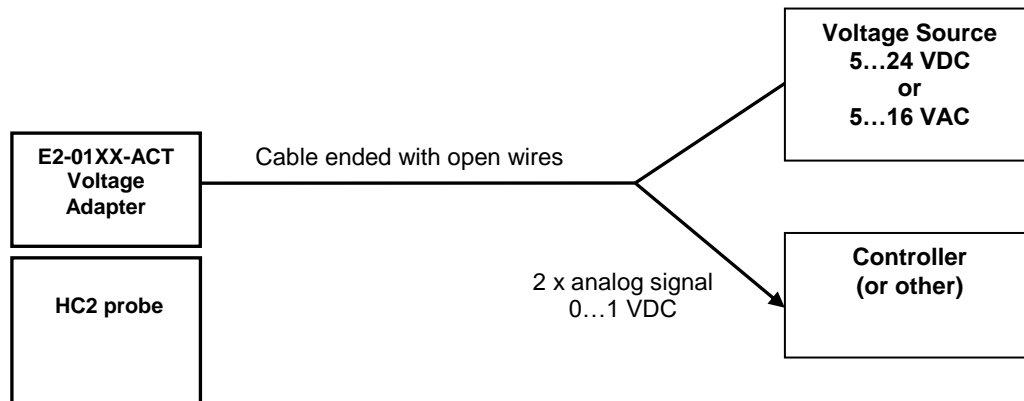 Voltage Source
5…24 VDC
or
5…16 VAC
E2-01XX-ACT
Voltage
Adapter
Cable ended with open wires
HC2 probe
2 x analog signal
0…1 VDC
Controller
(or other)